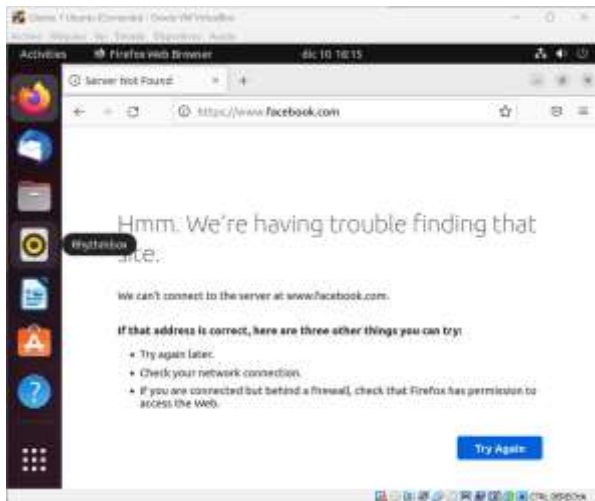 Activities
Firefox Web Browser
dic 10 18:15
Server Not Found
https://www.facebook.com
Hmm. We're having trouble finding that
site.
Rhythmbox
We can't connect to the server at www.facebook.com.
If that address is correct, here are three other things you can try:
Try again later.
Check your network connection.
If you are connected but behind a firewall, check that Firefox has permission to
access the Web.
Try Again
CTRL DERECHA